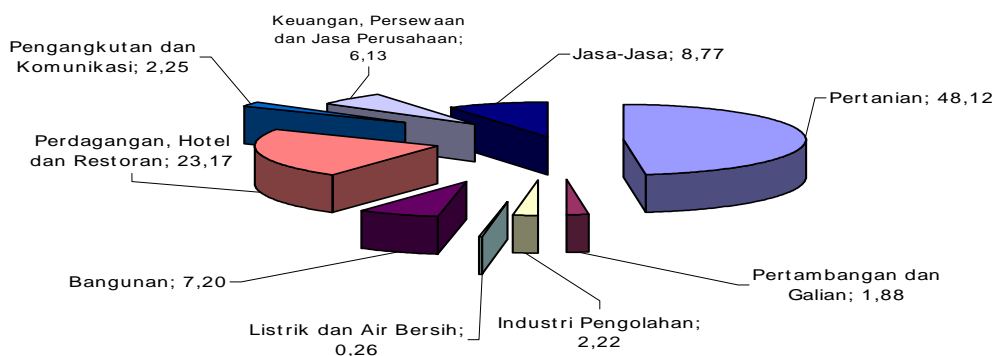 Keuangan, Persewaan
dan Jasa Perusahaan;
6,13
Pengangkutan dan
Komunikasi; 2,25
Jasa-Jasa; 8,77
Pertanian; 48,12
Perdagangan, Hotel
dan Restoran; 23,17
Bangunan; 7,20
Pertambangan dan
Galian; 1,88
Listrik dan Air Bersih;
0,26
Industri Pengolahan;
2,22